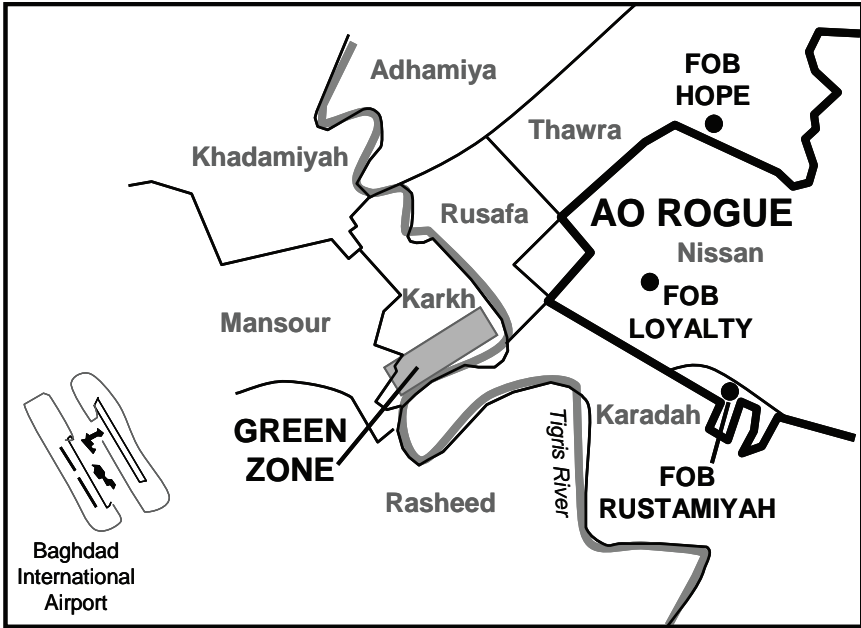 FOB
HOPE
Adhamiya
Thawra
Khadamiyah
Rusafa
AO ROGUE
Nissan
Karkh
FOB
LOYALTY
Mansour
Karadah
GREEN
ZONE
Tigris River
FOB
RUSTAMIYAH
Rasheed
Baghdad
International
Airport